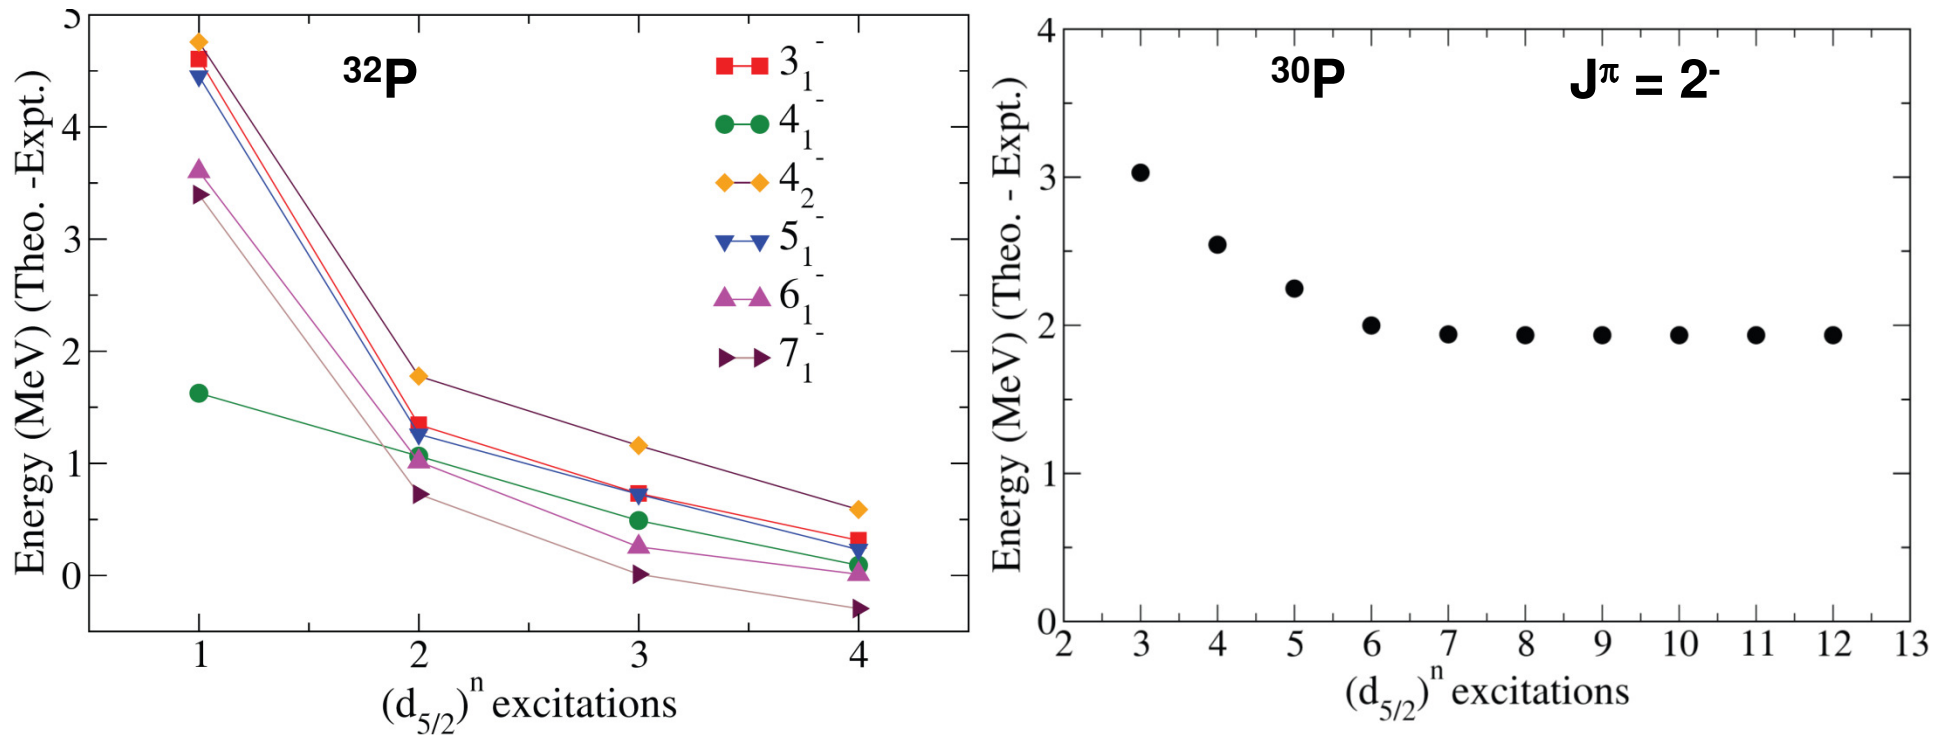 ³²P
3₁⁻
4₁⁻
4₂⁻
5₁⁻
6₁⁻
7₁⁻
Energy (MeV) (Theo. -Expt.)
5
4
3
2
1
0
1 2 3 4
(d₅/₂)ⁿ excitations
³⁰P Jπ = 2⁻
Energy (MeV) (Theo. - Expt.)
4
3
2
1
0
2 3 4 5 6 7 8 9 10 11 12 13
(d₅/₂)ⁿ excitations